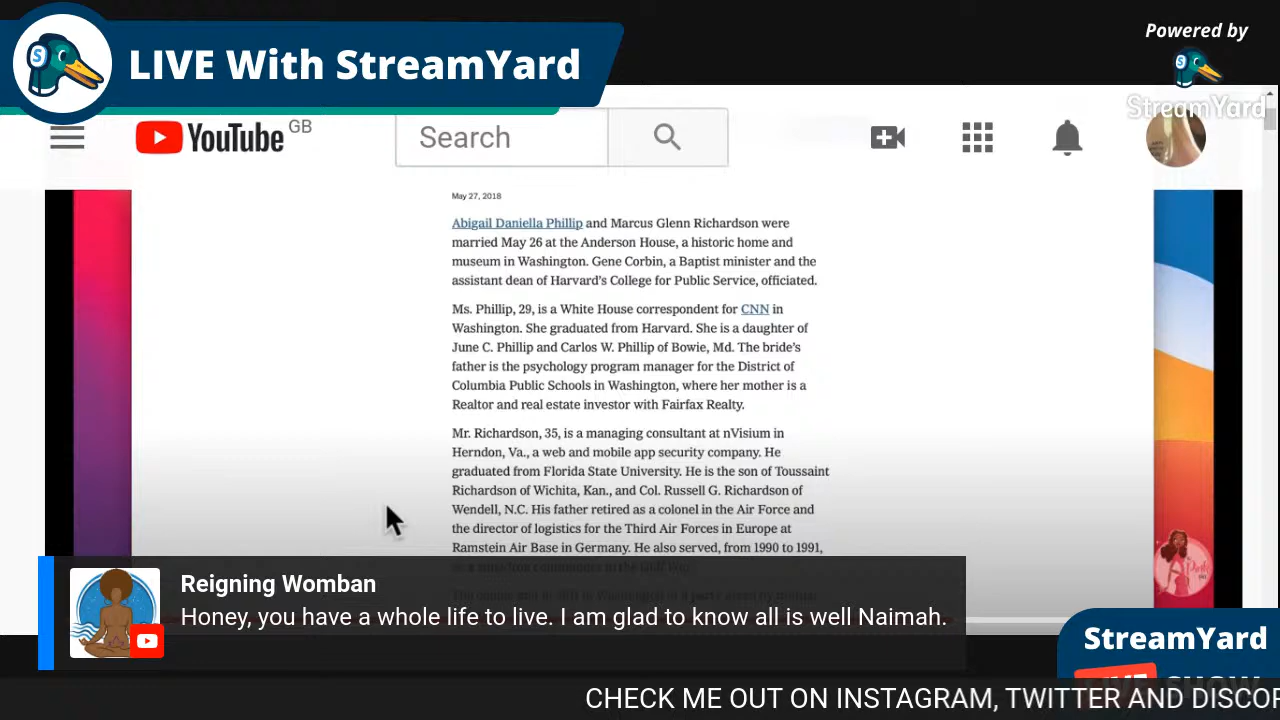 LIVE With StreamYard
Powered by
StreamYard
YouTube GB
Search
May 27, 2018
Abigail Daniella Phillip and Marcus Glenn Richardson were
married May 26 at the Anderson House, a historic home and
museum in Washington. Gene Corbin, a Baptist minister and the
assistant dean of Harvard's College for Public Service, officiated.
Ms. Phillip, 29, is a White House correspondent for CNN in
Washington. She graduated from Harvard. She is a daughter of
June C. Phillip and Carlos W. Phillip of Bowie, Md. The bride's
father is the psychology program manager for the District of
Columbia Public Schools in Washington, where her mother is a
Realtor and real estate investor with Fairfax Realty.
Mr. Richardson, 35, is a managing consultant at nVisium in
Herndon, Va., a web and mobile app security company. He
graduated from Florida State University. He is the son of Toussaint
Richardson of Wichita, Kan., and Col. Russell G. Richardson of
Wendell, N.C. His father retired as a colonel in the Air Force and
the director of logistics for the Third Air Forces in Europe at
Ramstein Air Base in Germany. He also served, from 1990 to 1991,
Pink
Reigning Womban
Honey, you have a whole life to live. I am glad to know all is well Naimah.
StreamYard
LIVE SHOW
CHECK ME OUT ON INSTAGRAM, TWITTER AND DISCOR